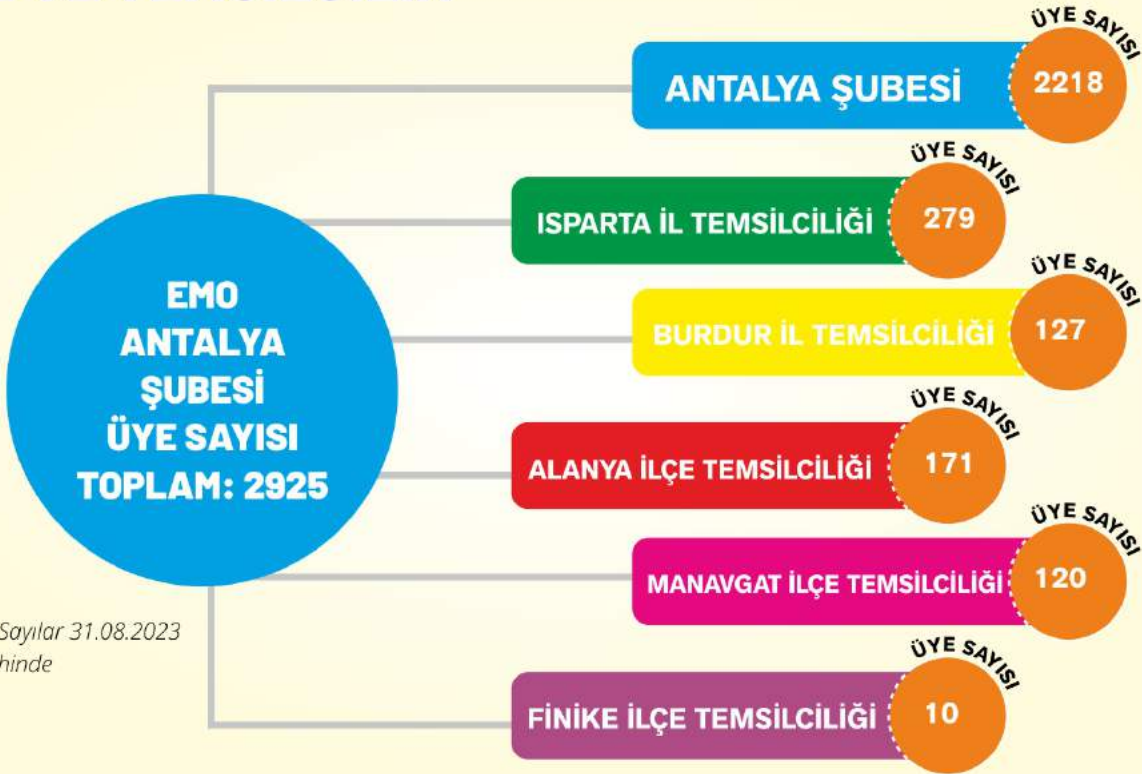 ÜYE SAYISI
ANTALYA ŞUBESİ
2218
ÜYE SAYISI
ISPARTA İL TEMSİLCİLİĞİ
279
ÜYE SAYISI
BURDUR İL TEMSİLCİLİĞİ
127
EMO
ANTALYA
ŞUBESİ
ÜYE SAYISI
TOPLAM: 2925
ÜYE SAYISI
ALANYA İLÇE TEMSİLCİLİĞİ
171
ÜYE SAYISI
MANAVGAT İLÇE TEMSİLCİLİĞİ
120
Sayılar 31.08.2023
hinde
ÜYE SAYISI
FİNİKE İLÇE TEMSİLCİLİĞİ
10